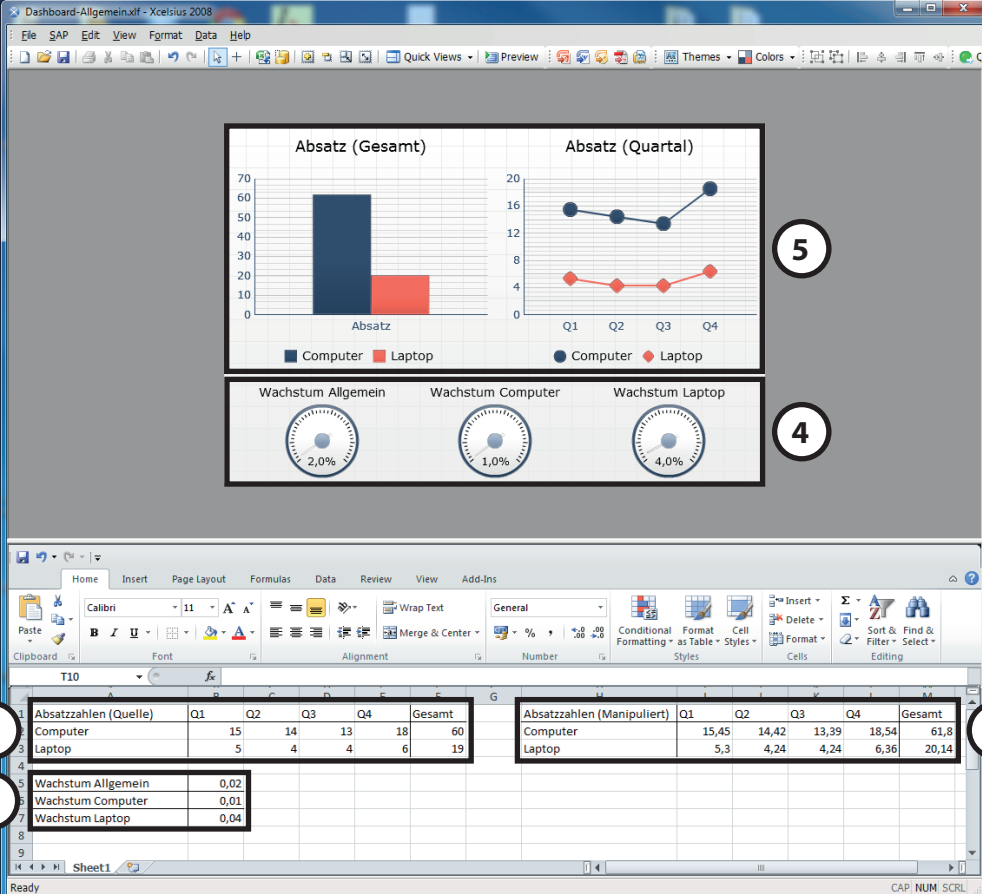 Dashboard-Allgemein.xlf - Xcelsius 2008
File SAP Edit View Format Data Help
Quick Views Preview Themes Colors
Absatz (Gesamt) Absatz (Quartal)
70
60
50
40
30
20
10
0
Absatz
Computer Laptop
20
16
12
8
4
0
Q1 Q2 Q3 Q4
Computer Laptop
5
Wachstum Allgemein Wachstum Computer Wachstum Laptop
2,0% 1,0% 4,0%
4
Home Insert Page Layout Formulas Data Review View Add-Ins
Paste
Clipboard
Calibri 11
B I U
Font
Wrap Text
Merge & Center
Alignment
General
% ,
Number
Conditional Formatting
Format as Table
Cell Styles
Styles
Insert
Delete
Format
Cells
Σ
Sort & Filter
Find & Select
Editing
T10 fx
G
1 Absatzzahlen (Quelle) Q1 Q2 Q3 Q4 Gesamt Absatzzahlen (Manipuliert) Q1 Q2 Q3 Q4 Gesamt
Computer 15 14 13 18 60 Computer 15,45 14,42 13,39 18,54 61,8
3 Laptop 5 4 4 6 19 Laptop 5,3 4,24 4,24 6,36 20,14
4
5 Wachstum Allgemein 0,02
Wachstum Computer 0,01
7 Wachstum Laptop 0,04
8
9
Sheet1
Ready CAP NUM SCRL